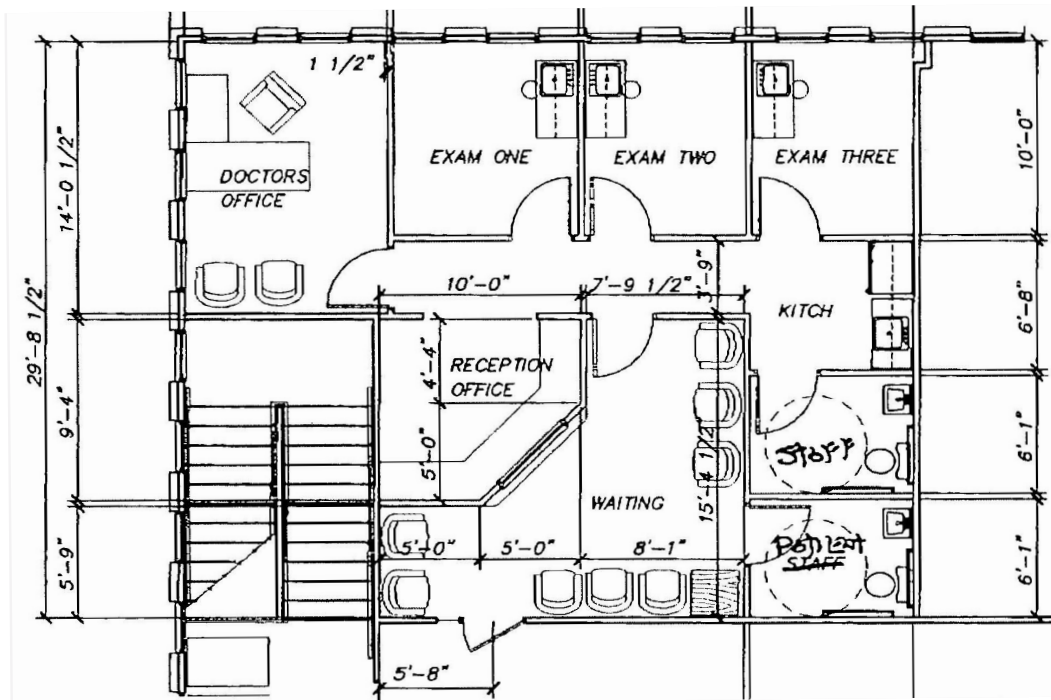 1 1/2"
EXAM ONE
EXAM TWO
EXAM THREE
DOCTORS
OFFICE
14'-0 1/2"
10'-0"
29'-8 1/2"
10'-0"
7'-9 1/2"
3'-9"
KITCH
6'-8"
RECEPTION
OFFICE
4'-4"
9'-4"
5'-0"
WAITING
15'-4 1/2"
Staff
6'-1"
5'-0"
5'-0"
8'-1"
Patient
STAFF
5'-9"
6'-1"
5'-8"